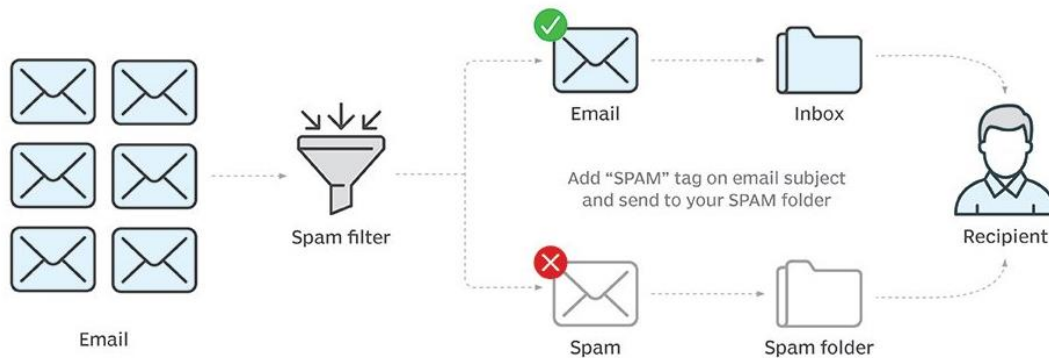 Email
Spam filter
Email
Inbox
Add “SPAM” tag on email subject
and send to your SPAM folder
Recipient
Spam
Spam folder